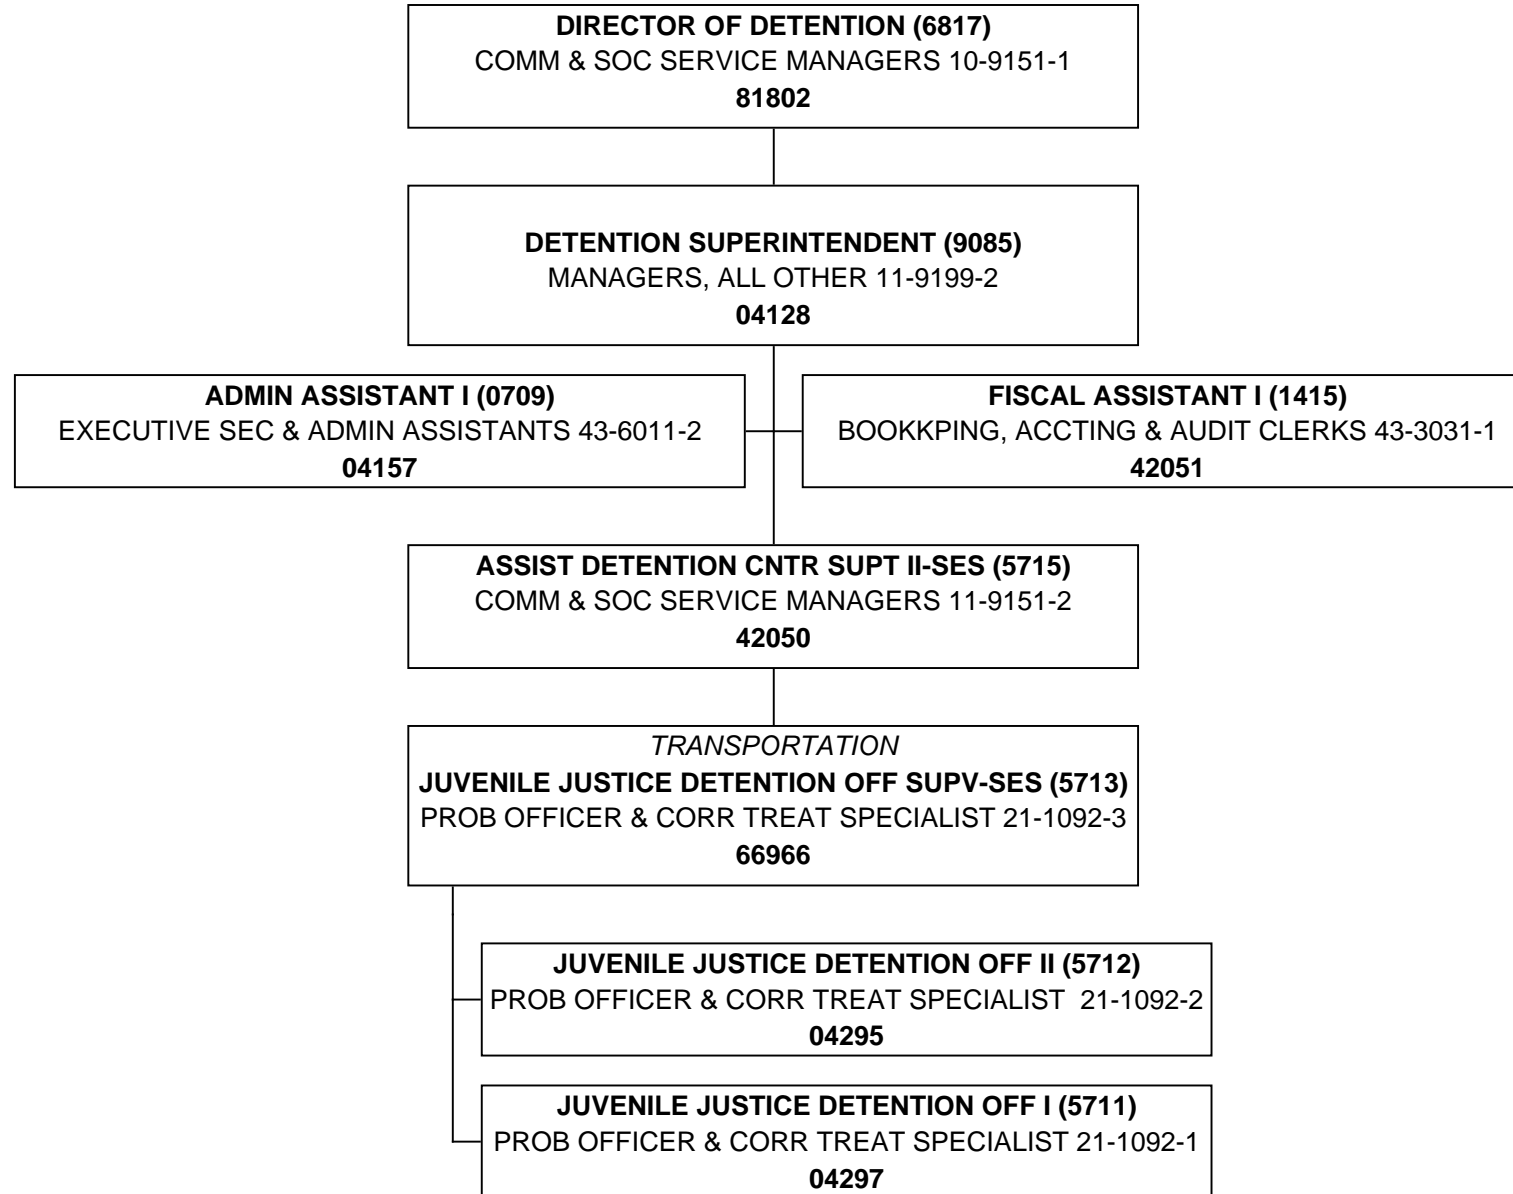 DIRECTOR OF DETENTION (6817)
COMM & SOC SERVICE MANAGERS 10-9151-1
81802
DETENTION SUPERINTENDENT (9085)
MANAGERS, ALL OTHER 11-9199-2
04128
ADMIN ASSISTANT I (0709)
EXECUTIVE SEC & ADMIN ASSISTANTS 43-6011-2
04157
FISCAL ASSISTANT I (1415)
BOOKKPING, ACCTING & AUDIT CLERKS 43-3031-1
42051
ASSIST DETENTION CNTR SUPT II-SES (5715)
COMM & SOC SERVICE MANAGERS 11-9151-2
42050
TRANSPORTATION
JUVENILE JUSTICE DETENTION OFF SUPV-SES (5713)
PROB OFFICER & CORR TREAT SPECIALIST 21-1092-3
66966
JUVENILE JUSTICE DETENTION OFF II (5712)
PROB OFFICER & CORR TREAT SPECIALIST  21-1092-2
04295
JUVENILE JUSTICE DETENTION OFF I (5711)
PROB OFFICER & CORR TREAT SPECIALIST 21-1092-1
04297